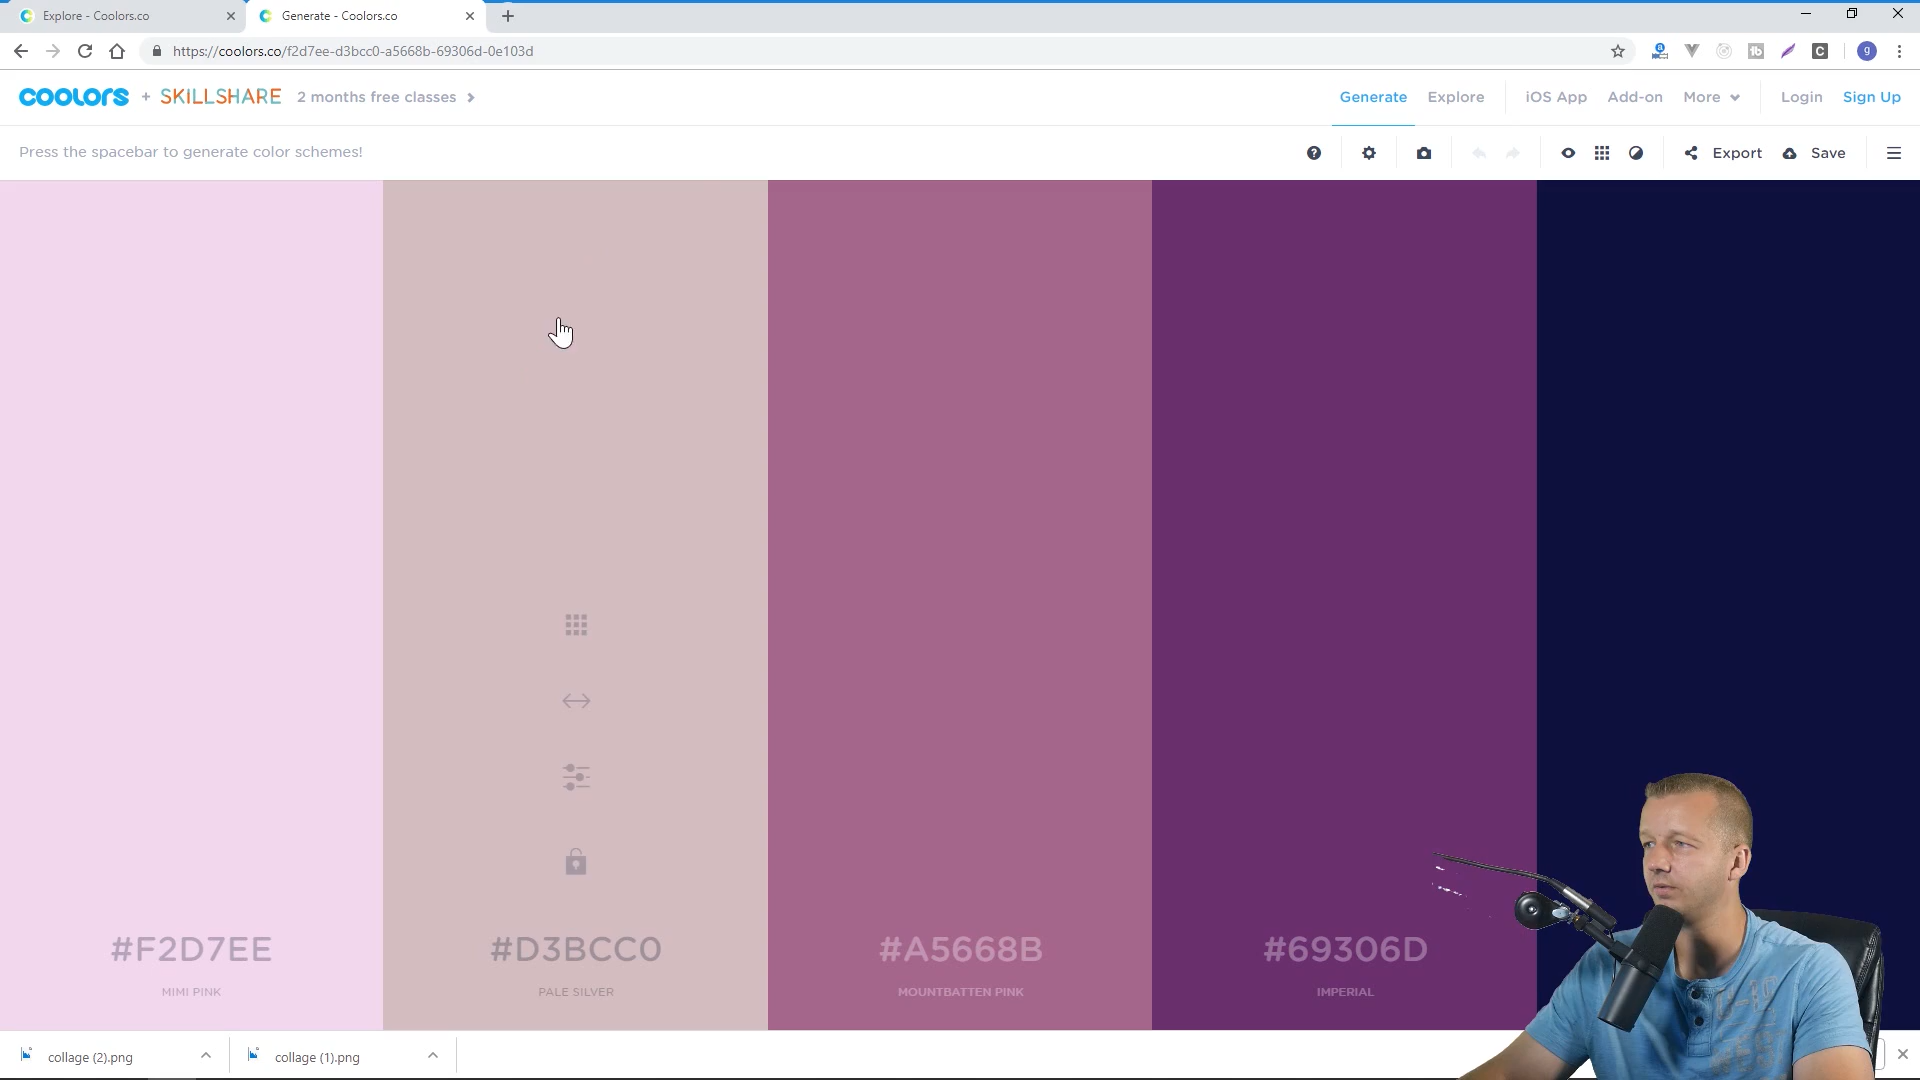 Explore - Coolors.co
Generate - Coolors.co
https://coolors.co/f2d7ee-d3bcc0-a5668b-69306d-0e103d
coolors + SKILLSHARE 2 months free classes
Generate Explore iOS App Add-on More Login Sign Up
Press the spacebar to generate color schemes!
Export Save
#F2D7EE
MIMI PINK
#D3BCC0
PALE SILVER
#A5668B
MOUNTBATTEN PINK
#69306D
IMPERIAL
collage (2).png
collage (1).png